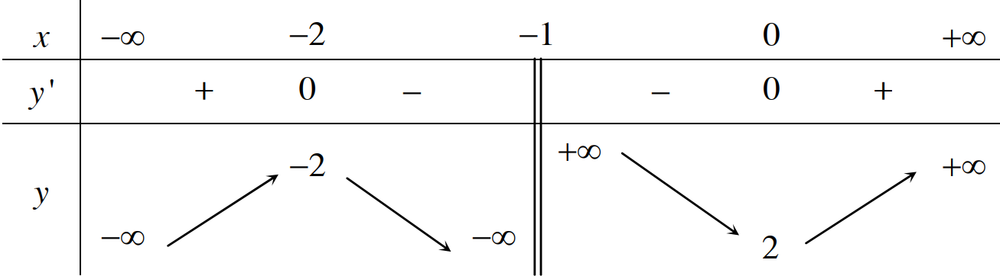 x −∞ −2 −1 0 +∞
y' + 0 − − 0 +
y −∞ −2 −∞ +∞ 2 +∞